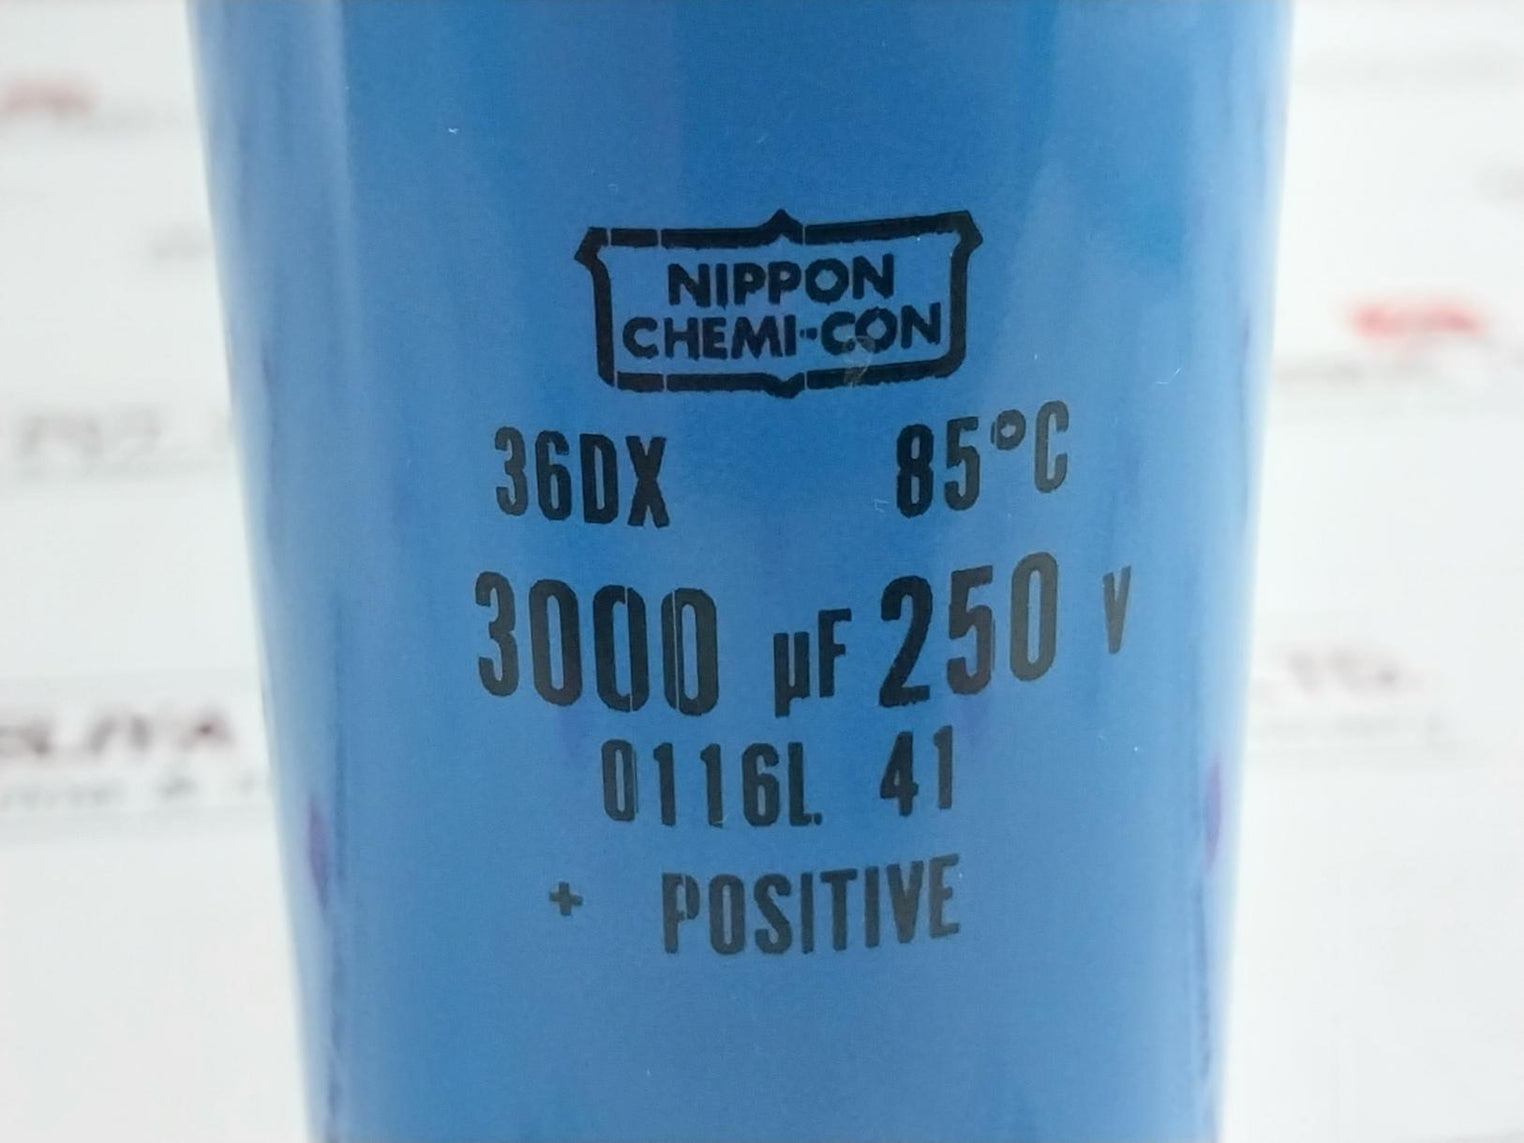 NIPPON
CHEMI-CON
36DX 85°C
3000 µF 250 V
0116L 41
+ POSITIVE